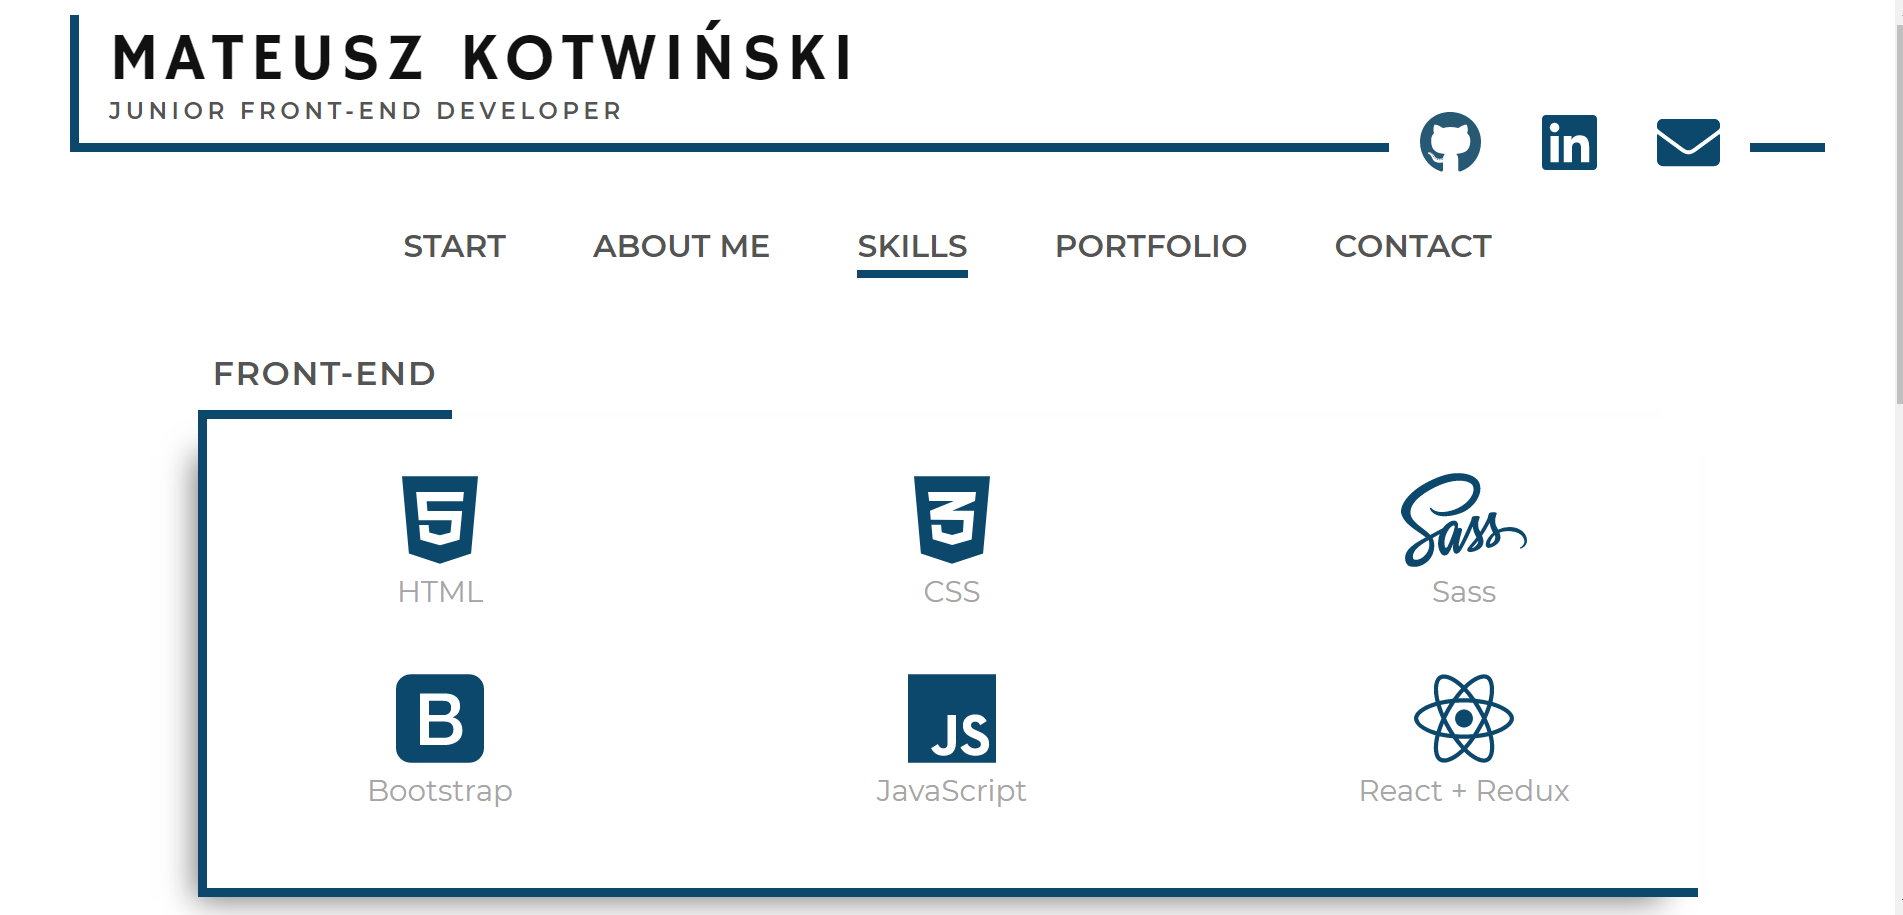 MATEUSZ KOTWIŃSKI
JUNIOR FRONT-END DEVELOPER
in
START ABOUT ME SKILLS PORTFOLIO CONTACT
FRONT-END
5 3 Sass
HTML CSS Sass
B JS
Bootstrap JavaScript React + Redux